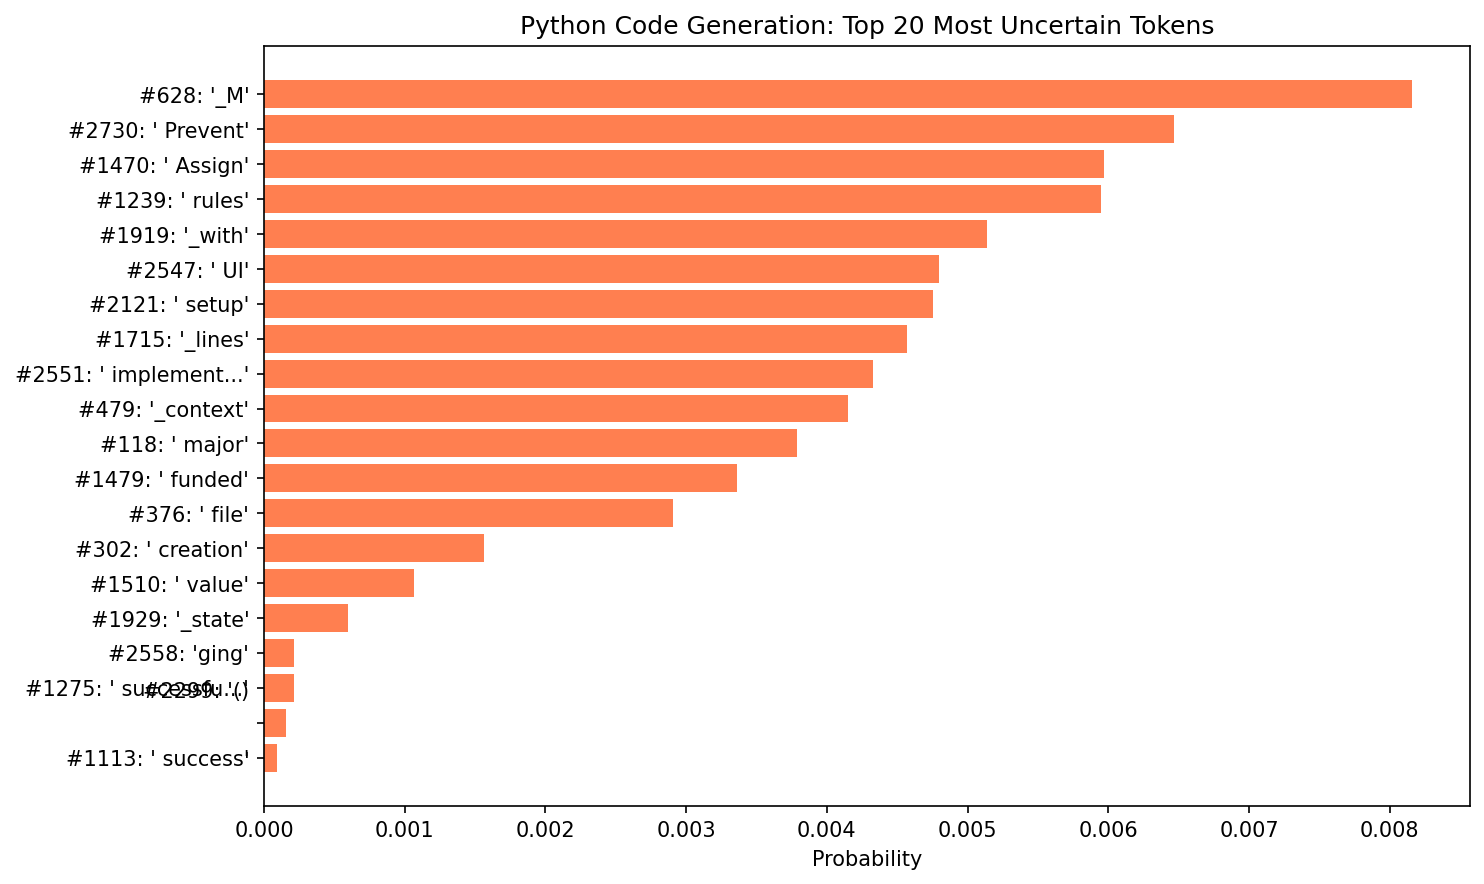 Python Code Generation: Top 20 Most Uncertain Tokens
#628: '_M'
#2730: ' Prevent'
#1470: ' Assign'
#1239: ' rules'
#1919: '_with'
#2547: ' UI'
#2121: ' setup'
#1715: '_lines'
#2551: ' implement...'
#479: '_context'
#118: ' major'
#1479: ' funded'
#376: ' file'
#302: ' creation'
#1510: ' value'
#1929: '_state'
#2558: 'ging'
#1275: ' successfu...'
#2299: '()
'
#1113: ' success'
0.000 0.001 0.002 0.003 0.004 0.005 0.006 0.007 0.008
Probability